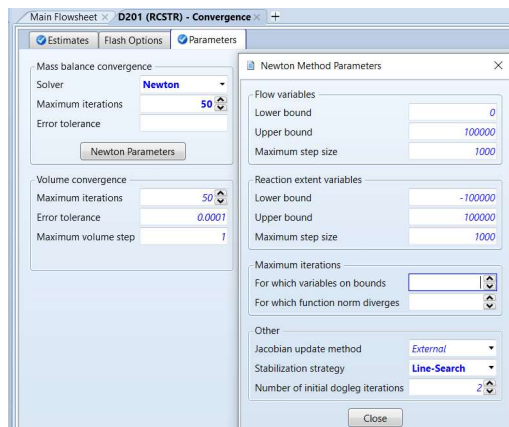 Main Flowsheet × D201 (RCSTR) - Convergence × +
Estimates Flash Options Parameters
Mass balance convergence
Solver Newton
Maximum iterations 50
Error tolerance
Newton Parameters
Volume convergence
Maximum iterations 50
Error tolerance 0.0001
Maximum volume step 1
Newton Method Parameters ×
Flow variables
Lower bound 0
Upper bound 100000
Maximum step size 1000
Reaction extent variables
Lower bound -100000
Upper bound 100000
Maximum step size 1000
Maximum iterations
For which variables on bounds
For which function norm diverges
Other
Jacobian update method External
Stabilization strategy Line-Search
Number of initial dogleg iterations 2
Close